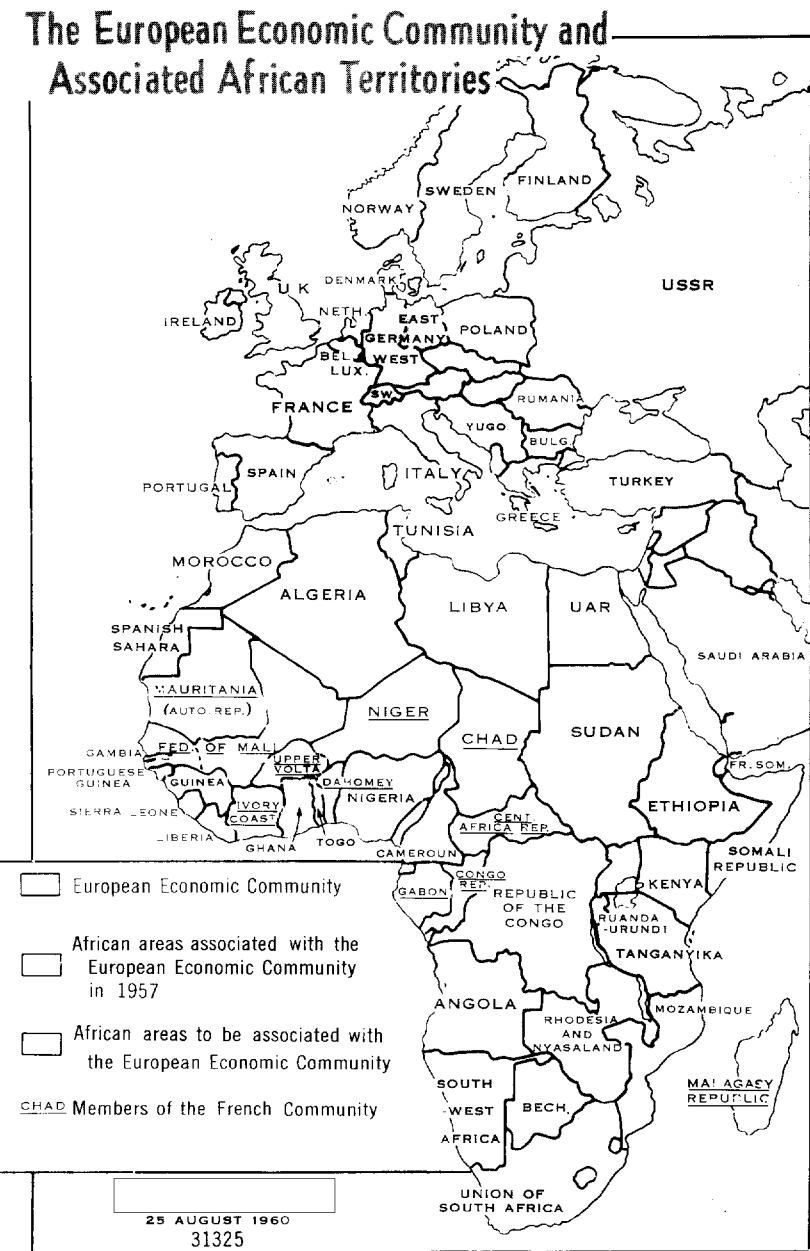 The European Economic Community and
Associated African Territories
FINLAND
SWEDEN
NORWAY
USSR
DENMARK
UK
NETH.
EAST
IRELAND
GERMANY
POLAND
BEL.
WEST
LUX.
SW.
RUMANIA
FRANCE
YUGO.
BULG.
SPAIN
ITALY
TURKEY
PORTUGAL
GREECE
TUNISIA
MOROCCO
ALGERIA
LIBYA
UAR
SPANISH
SAHARA
SAUDI ARABIA
MAURITANIA
(AUTO. REP.)
NIGER
CHAD
SUDAN
FED. OF MALI
GAMBIA
UPPER
VOLTA
FR. SOM.
PORTUGUESE
GUINEA
GUINEA
DAHOMEY
NIGERIA
IVORY
COAST
ETHIOPIA
SIERRA LEONE
CENT.
AFRICA REP.
LIBERIA
GHANA
TOGO
CAMEROUN
SOMALI
REPUBLIC
European Economic Community
GABON
CONGO
REP.
REPUBLIC
OF THE
CONGO
KENYA
RUANDA
-URUNDI
TANGANYIKA
African areas associated with the
European Economic Community
in 1957
ANGOLA
MOZAMBIQUE
RHODESIA
AND
NYASALAND
African areas to be associated with
the European Economic Community
SOUTH
WEST
AFRICA
BECH.
MALAGASY
REPUBLIC
CHAD Members of the French Community
UNION OF
SOUTH AFRICA
25 AUGUST 1960
31325